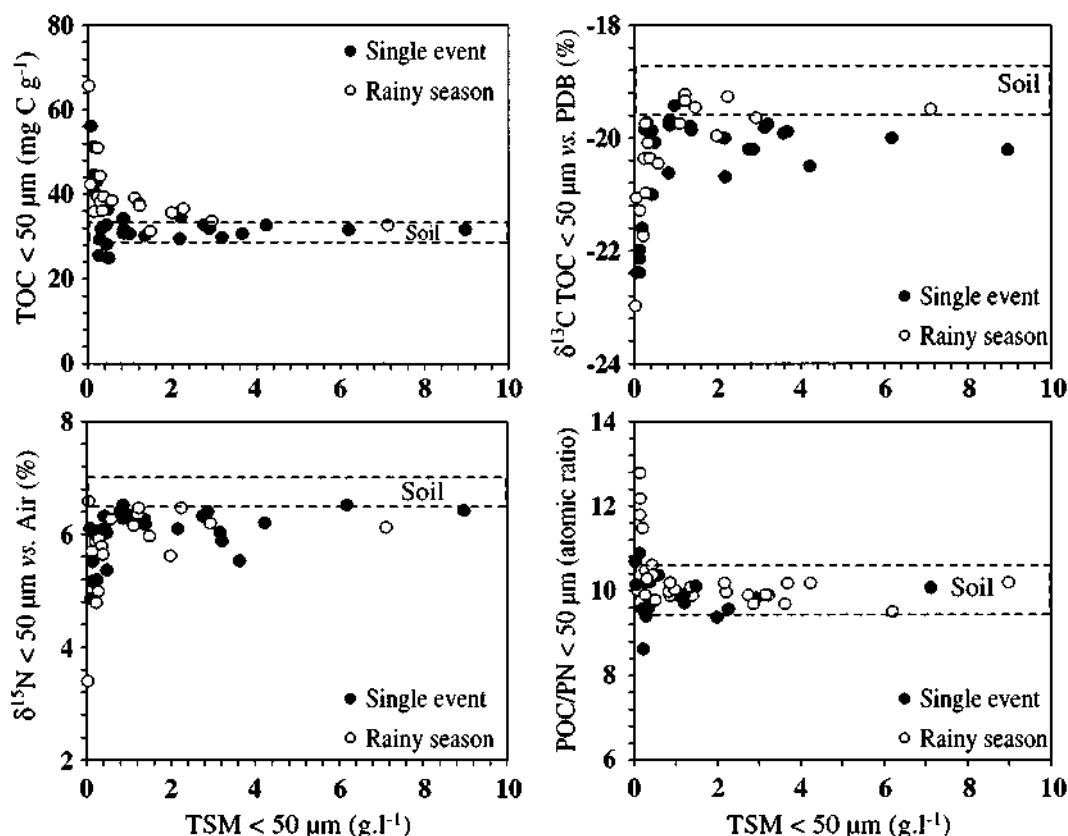 80
60
40
20
0
TOC < 50 µm (mg C g⁻¹)
Single event
Rainy season
Soil
0 2 4 6 8 10
-18
-20
-22
-24
δ¹³C TOC < 50 µm vs. PDB (%)
Soil
Single event
Rainy season
0 2 4 6 8 10
8
6
4
2
δ¹⁵N < 50 µm vs. Air (%)
Soil
Single event
Rainy season
0 2 4 6 8 10
TSM < 50 µm (g.l⁻¹)
14
12
10
8
6
POC/PN < 50 µm (atomic ratio)
Soil
Single event
Rainy season
0 2 4 6 8 10
TSM < 50 µm (g.l⁻¹)